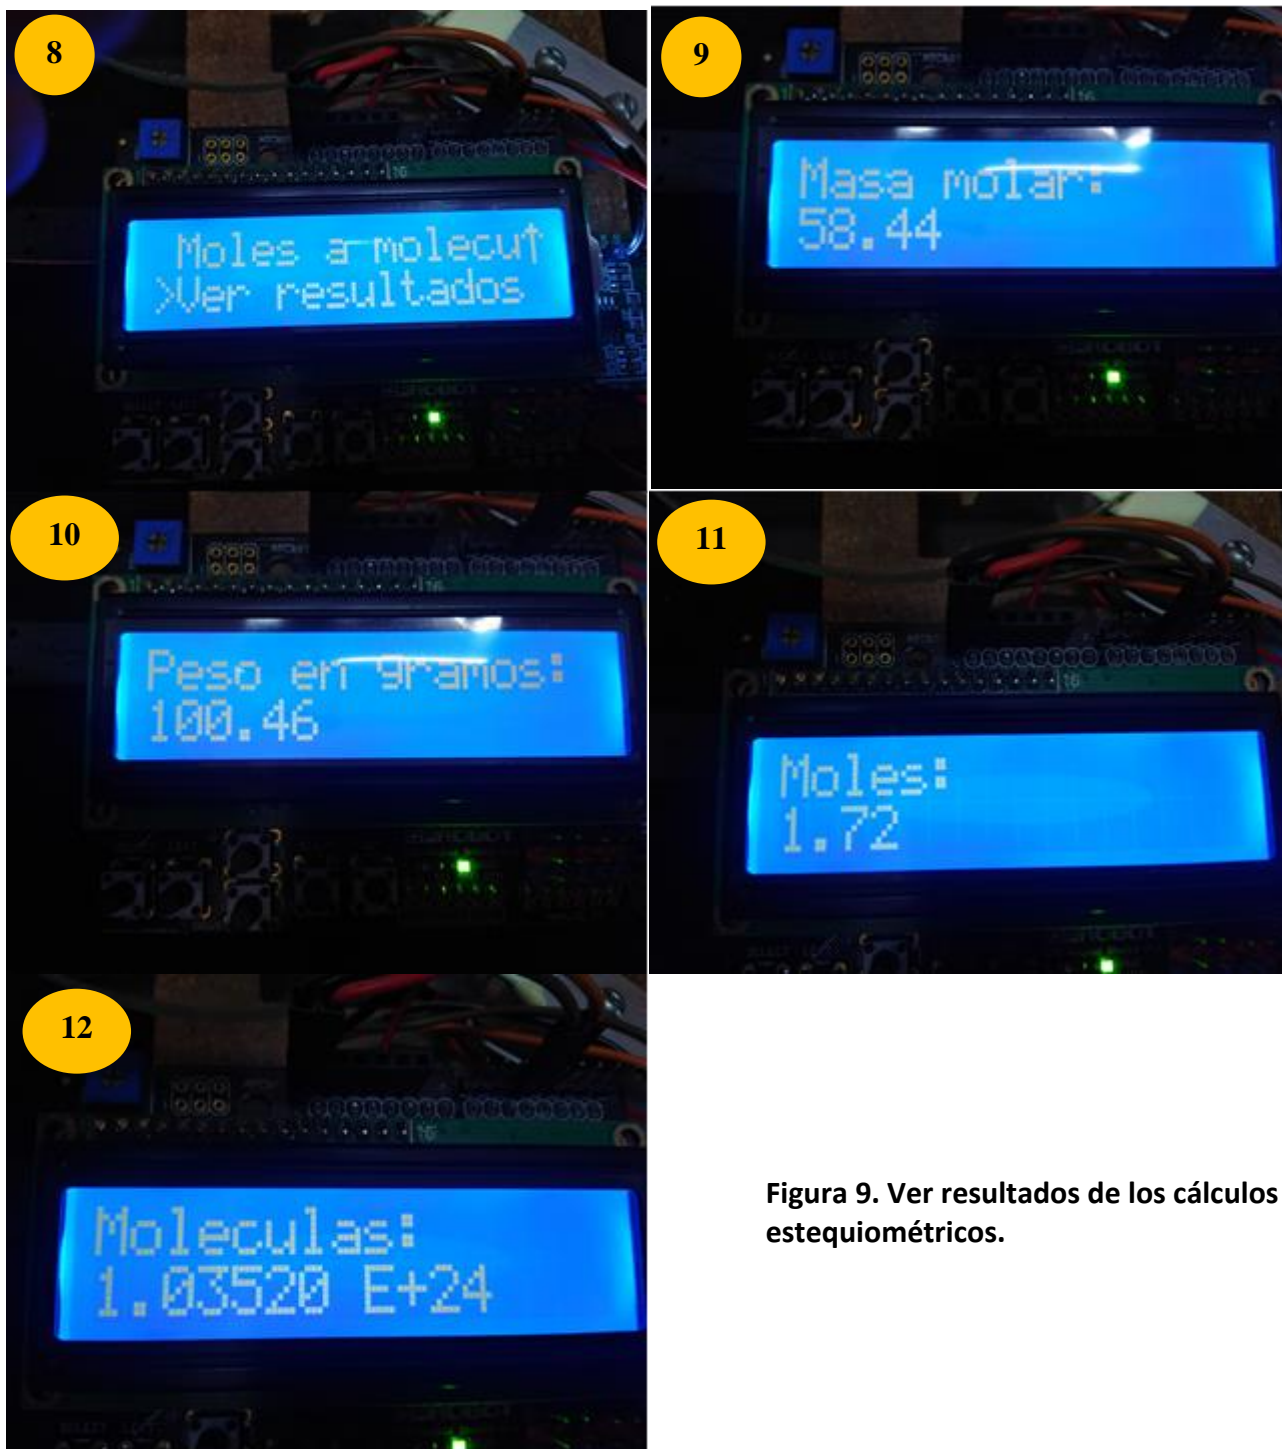 8
Moles a molecu↑
>Ver resultados
9
Masa molar:
58.44
10
Peso en gramos:
100.46
11
Moles:
1.72
12
Moleculas:
1.03520 E+24
Figura 9. Ver resultados de los cálculos
estequiométricos.